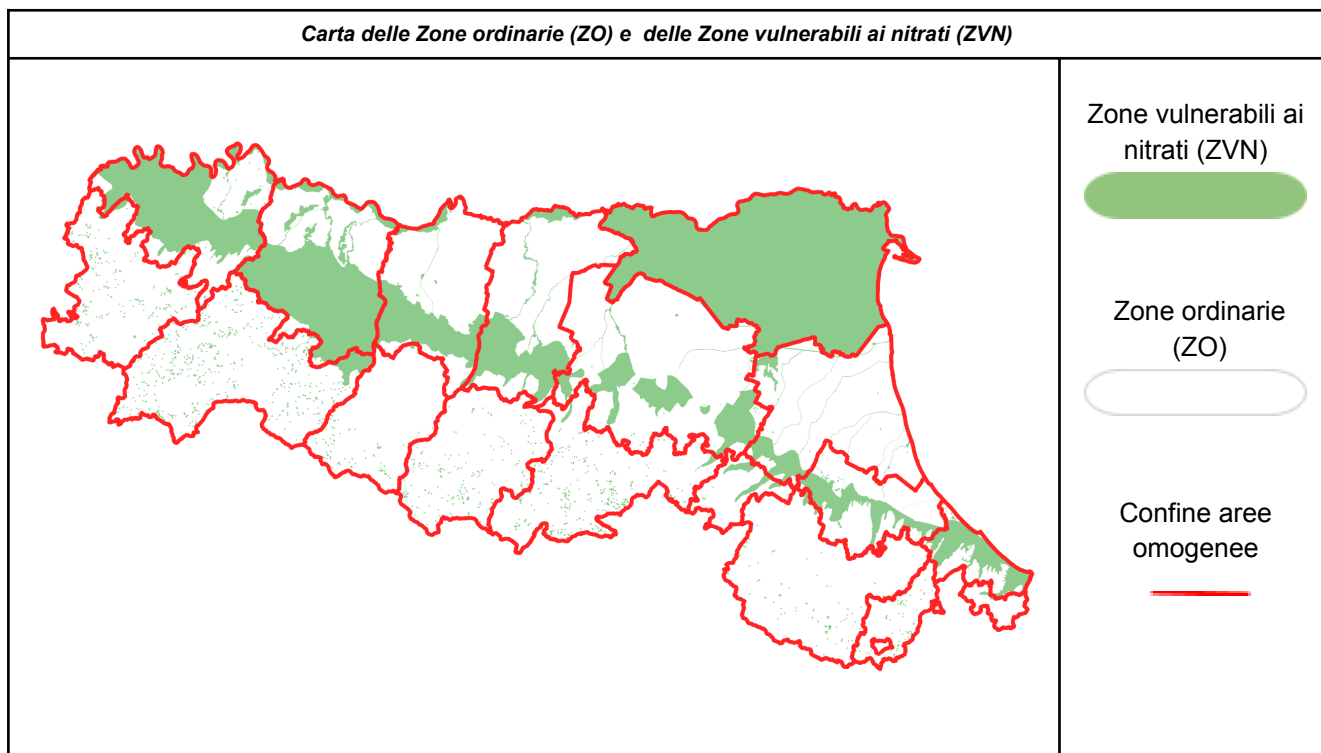 Carta delle Zone ordinarie (ZO) e delle Zone vulnerabili ai nitrati (ZVN)
Zone vulnerabili ai
nitrati (ZVN)
Zone ordinarie
(ZO)
Confine aree
omogenee